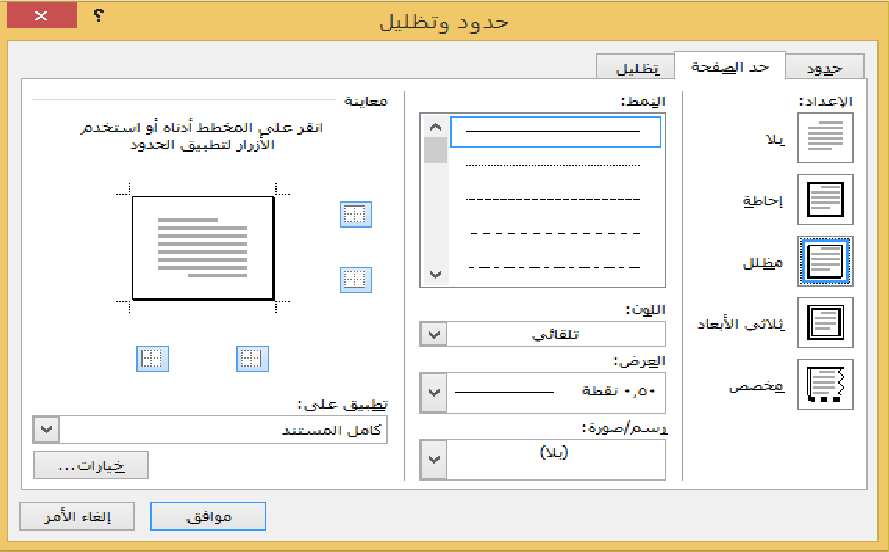 حدود وتظليل
؟
حدود
حد الصفحة
تظليل
الإعداد:
بلا
إحاطة
مظلل
ثلاثي الأبعاد
مخصص
النمط:
اللون:
تلقائي
العرض:
٠,٥٠ نقطة
رسم/صورة:
(بلا)
معاينة
انقر على المخطط أدناه أو استخدم
الأزرار لتطبيق الحدود
تطبيق على:
كامل المستند
خيارات...
موافق
إلغاء الأمر